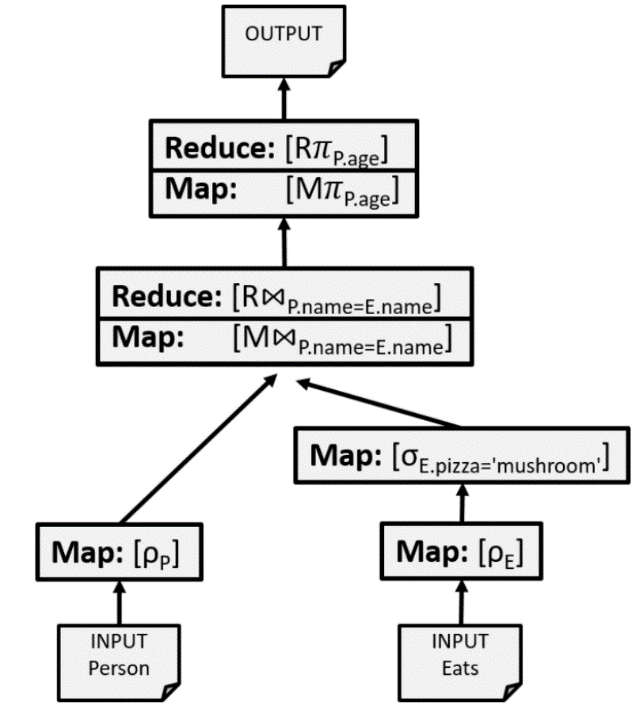 OUTPUT
Reduce: [Rπ_P.age]
Map: [Mπ_P.age]
Reduce: [R⋈_P.name=E.name]
Map: [M⋈_P.name=E.name]
Map: [σ_E.pizza='mushroom']
Map: [ρ_P]
Map: [ρ_E]
INPUT
Person
INPUT
Eats